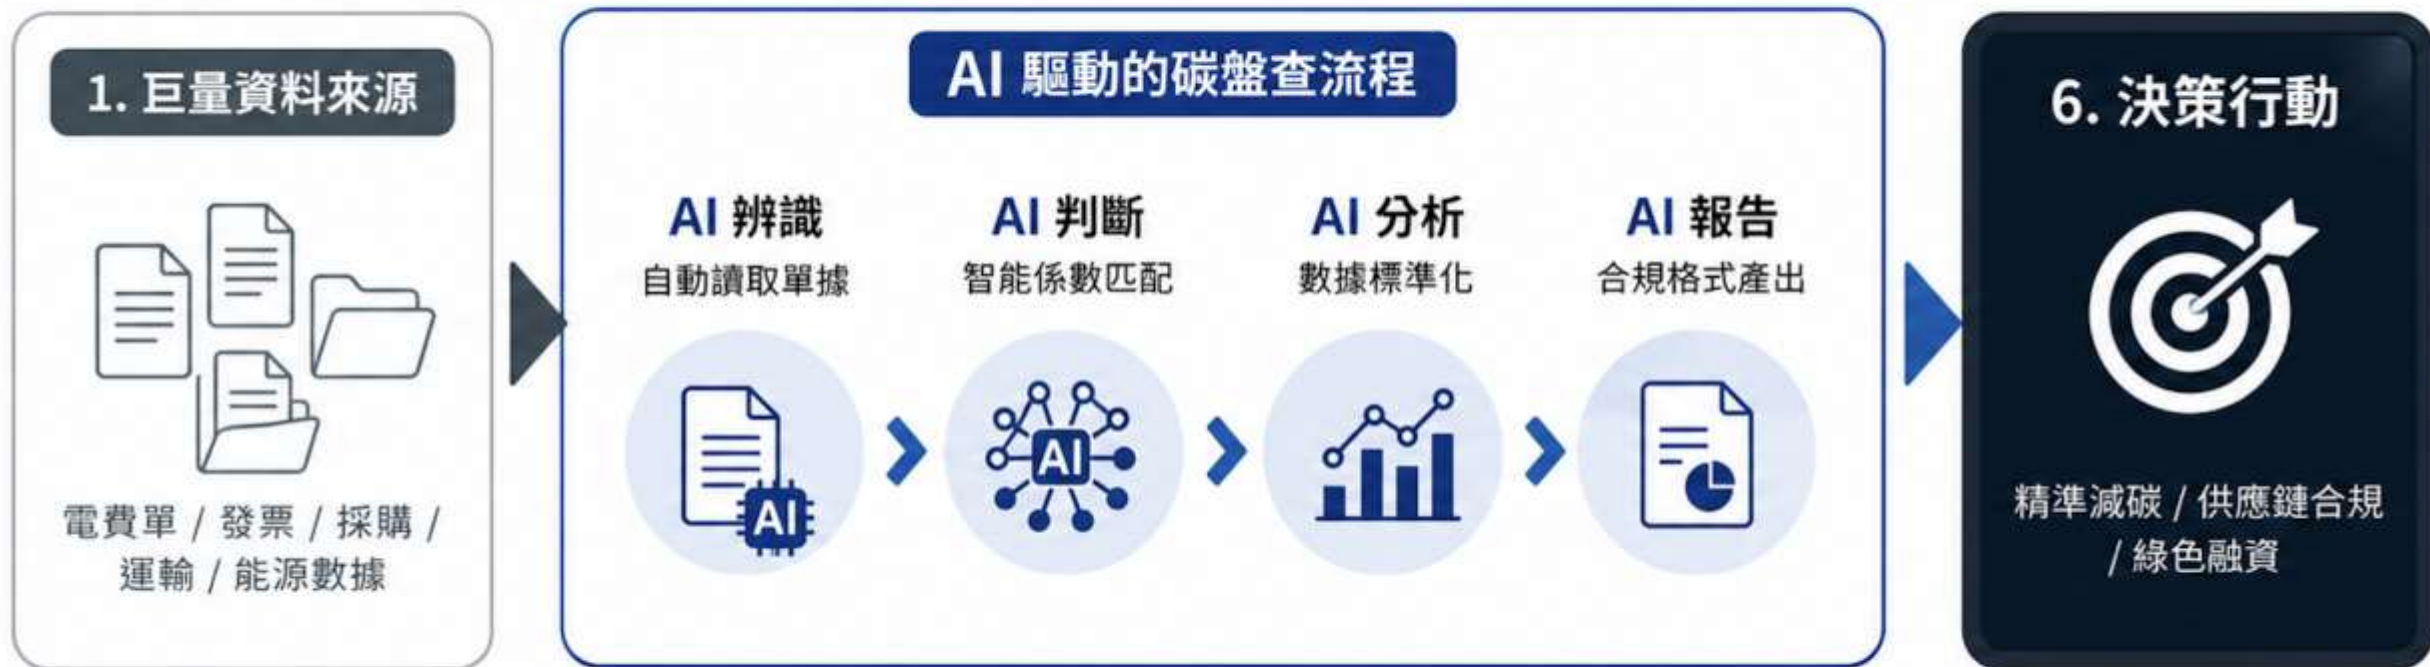 1. 巨量資料來源
電費單 / 發票 / 採購 /
運輸 / 能源數據
AI 驅動的碳盤查流程
AI 辨識
自動讀取單據
AI
AI 判斷
智能係數匹配
AI
AI 分析
數據標準化
AI 報告
合規格式產出
6. 決策行動
精準減碳 / 供應鏈合規
/ 綠色融資